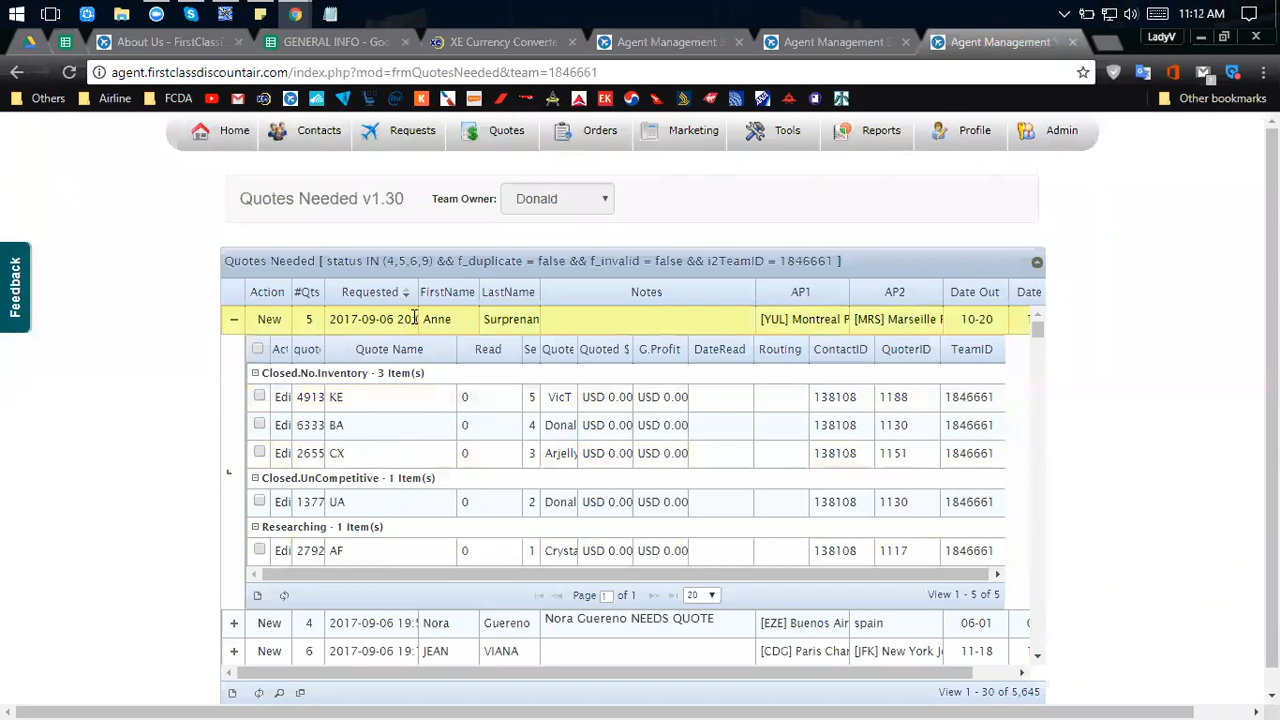 11:12 AM
LadyV
About Us - FirstClass
GENERAL INFO - Goo
XE Currency Converte
Agent Management
Agent Management
Agent Management
agent.firstclassdiscountair.com/index.php?mod=frmQuotesNeeded&team=1846661
Others Airline FCDA Other bookmarks
Home Contacts Requests Quotes Orders Marketing Tools Reports Profile Admin
Feedback
Quotes Needed v1.30 Team Owner: Donald
Quotes Needed [ status IN (4,5,6,9) && f_duplicate = false && f_invalid = false && i2TeamID = 1846661 ]
Action #Qts Requested FirstName LastName Notes AP1 AP2 Date Out Date
New 5 2017-09-06 20: Anne Surprenan [YUL] Montreal P [MRS] Marseille P 10-20
Act quot Quote Name Read Se Quote Quoted $ G.Profit DateRead Routing ContactID QuoterID TeamID
Closed.No.Inventory - 3 Item(s)
Edi 4913 KE 0 5 VicT USD 0.00 USD 0.00 138108 1188 1846661
Edi 6333 BA 0 4 Donal USD 0.00 USD 0.00 138108 1130 1846661
Edi 2655 CX 0 3 Arjelly USD 0.00 USD 0.00 138108 1151 1846661
Closed.UnCompetitive - 1 Item(s)
Edi 1377 UA 0 2 Donal USD 0.00 USD 0.00 138108 1130 1846661
Researching - 1 Item(s)
Edi 2792 AF 0 1 Crysta USD 0.00 USD 0.00 138108 1117 1846661
Page 1 of 1 20 View 1 - 5 of 5
New 4 2017-09-06 19: Nora Guereno Nora Guereno NEEDS QUOTE [EZE] Buenos Air spain 06-01
New 6 2017-09-06 19: JEAN VIANA [CDG] Paris Char [JFK] New York J 11-18
View 1 - 30 of 5,645